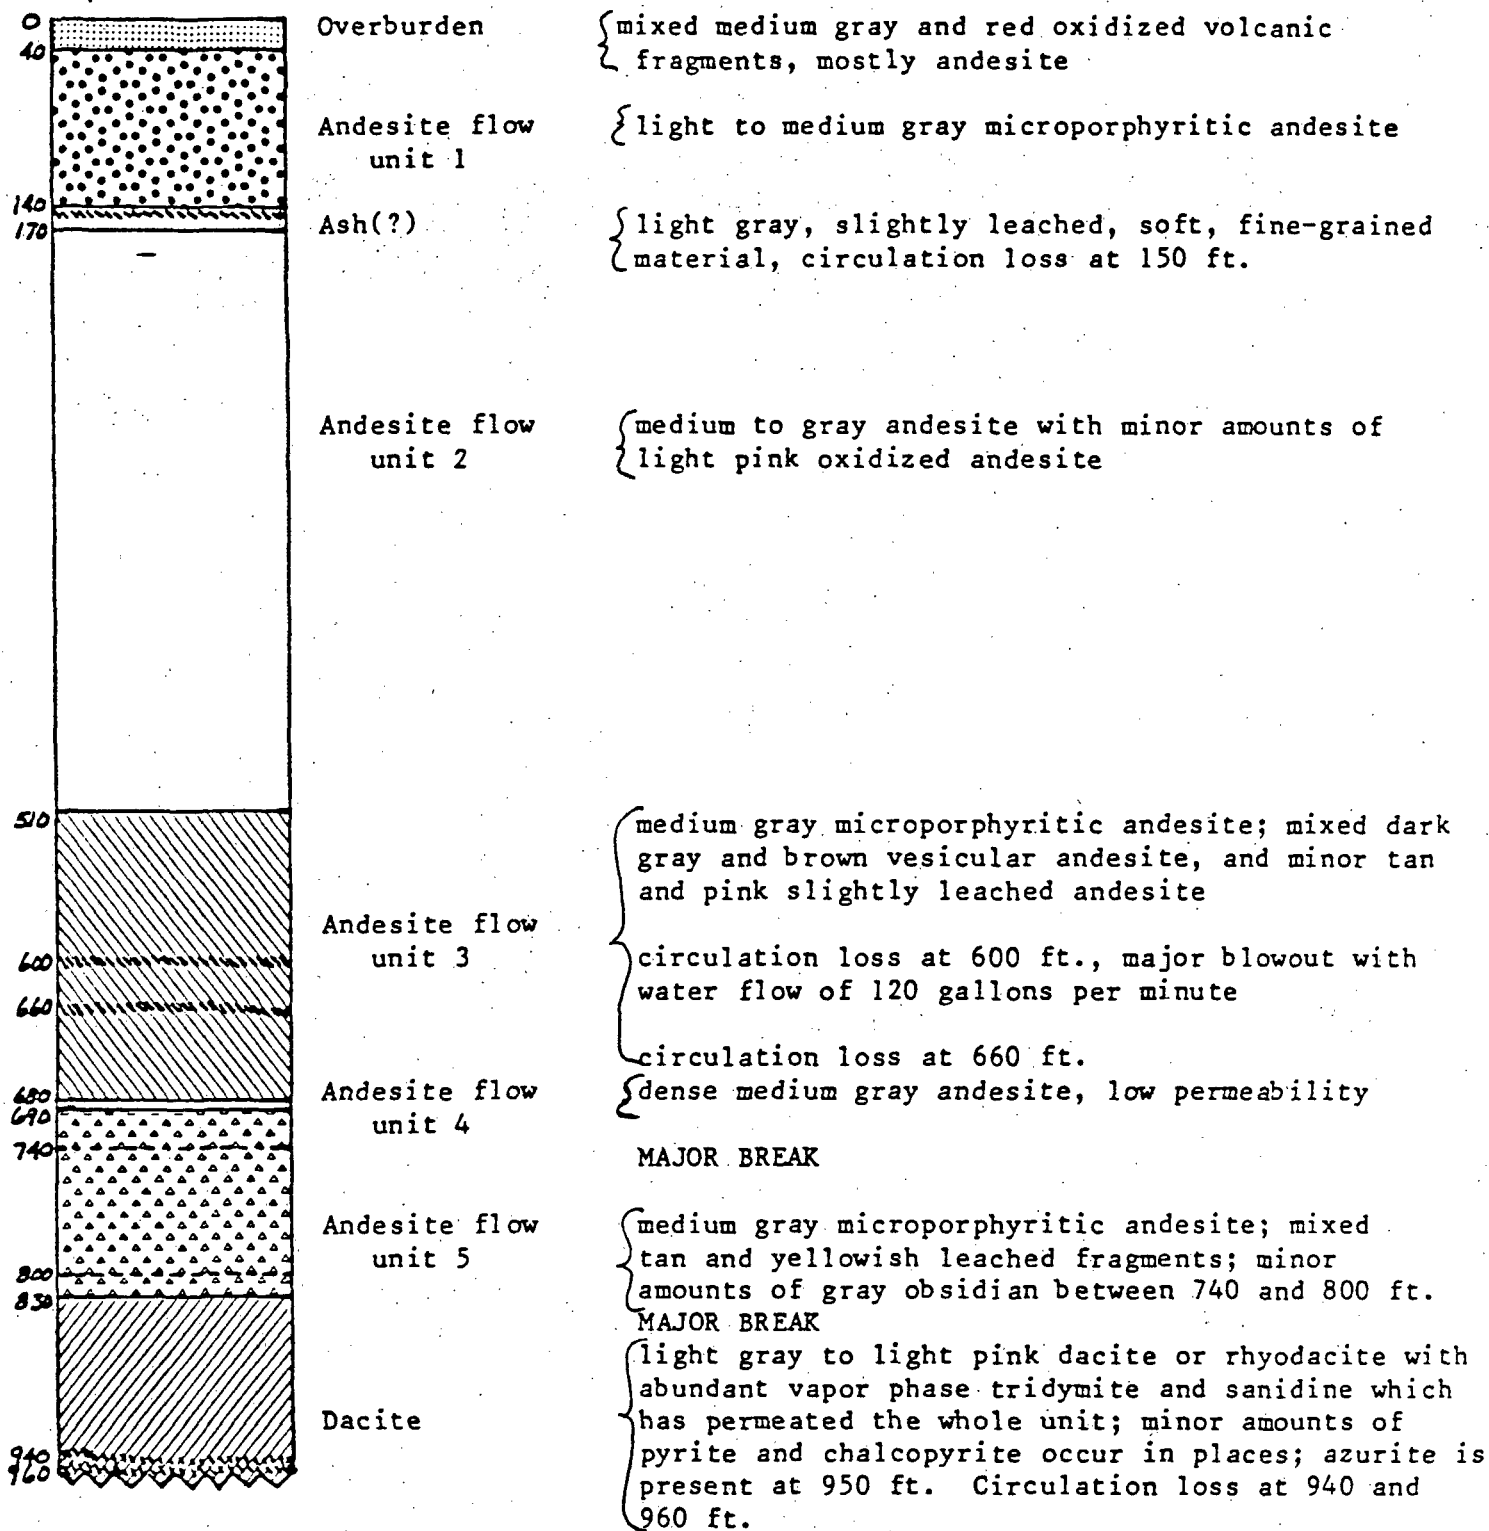 0
Overburden
mixed medium gray and red oxidized volcanic
fragments, mostly andesite
40
Andesite flow
unit 1
light to medium gray microporphyritic andesite
140
170
Ash(?)
light gray, slightly leached, soft, fine-grained
material, circulation loss at 150 ft.
Andesite flow
unit 2
medium to gray andesite with minor amounts of
light pink oxidized andesite
510
Andesite flow
unit 3
medium gray microporphyritic andesite; mixed dark
gray and brown vesicular andesite, and minor tan
and pink slightly leached andesite
600
circulation loss at 600 ft., major blowout with
water flow of 120 gallons per minute
660
circulation loss at 660 ft.
680
Andesite flow
unit 4
dense medium gray andesite, low permeability
690
740
MAJOR BREAK
Andesite flow
unit 5
medium gray microporphyritic andesite; mixed
tan and yellowish leached fragments; minor
amounts of gray obsidian between 740 and 800 ft.
800
830
MAJOR BREAK
Dacite
light gray to light pink dacite or rhyodacite with
abundant vapor phase tridymite and sanidine which
has permeated the whole unit; minor amounts of
pyrite and chalcopyrite occur in places; azurite is
present at 950 ft. Circulation loss at 940 and
960 ft.
940
960